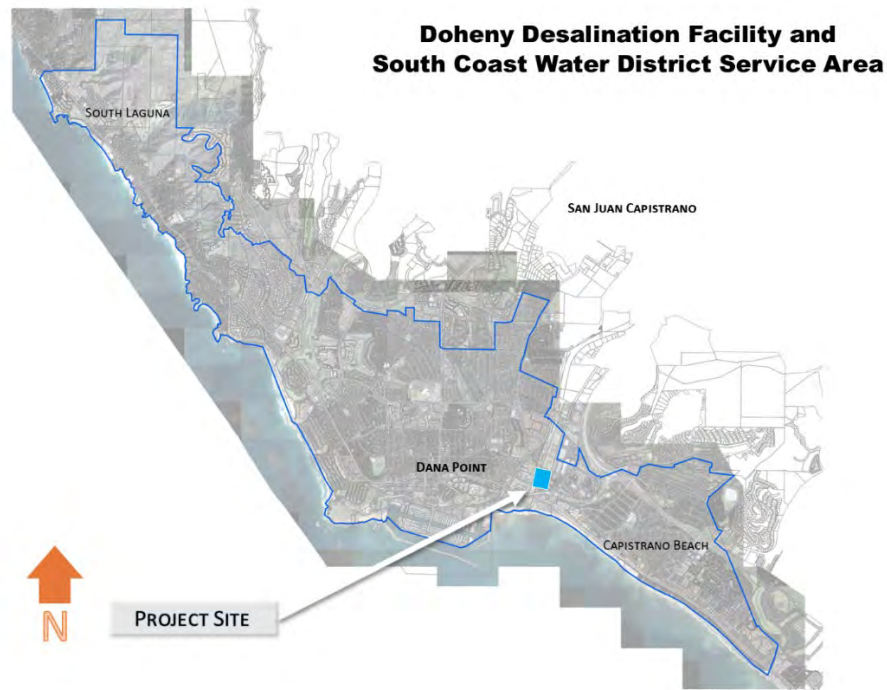 Doheny Desalination Facility and
South Coast Water District Service Area
SOUTH LAGUNA
SAN JUAN CAPISTRANO
DANA POINT
CAPISTRANO BEACH
N
PROJECT SITE